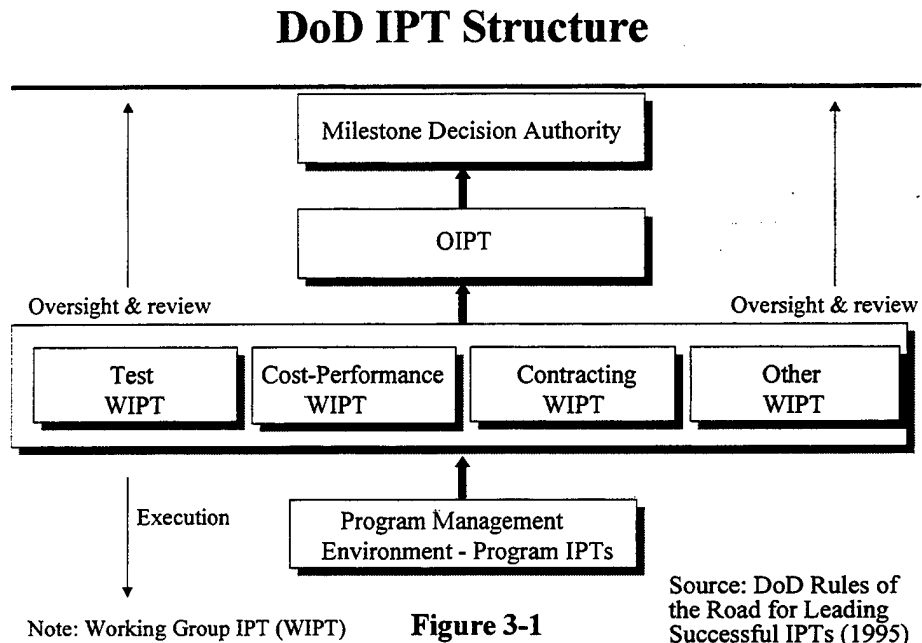 DoD IPT Structure
Milestone Decision Authority
OIPT
Oversight & review
Oversight & review
Test
WIPT
Cost-Performance
WIPT
Contracting
WIPT
Other
WIPT
Execution
Program Management
Environment - Program IPTs
Note: Working Group IPT (WIPT)
Figure 3-1
Source: DoD Rules of
the Road for Leading
Successful IPTs (1995)